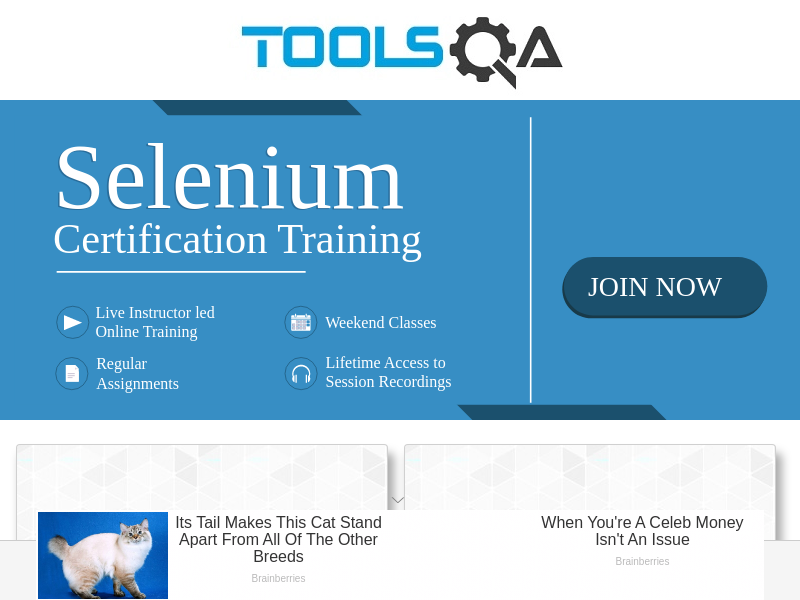 TOOLSQA
Selenium
Certification Training
JOIN NOW
Live Instructor led
Online Training
Weekend Classes
Regular
Assignments
Lifetime Access to
Session Recordings
Its Tail Makes This Cat Stand
Apart From All Of The Other
Breeds
Brainberries
When You're A Celeb Money
Isn't An Issue
Brainberries